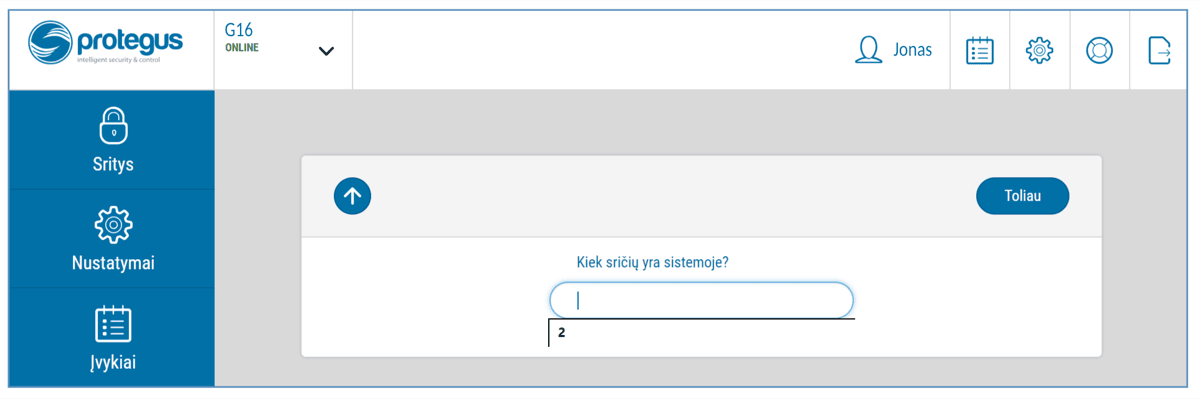 protegus
intelligent security & control
G16
ONLINE
Jonas
Sritys
Nustatymai
Įvykiai
Toliau
Kiek sričių yra sistemoje?
2